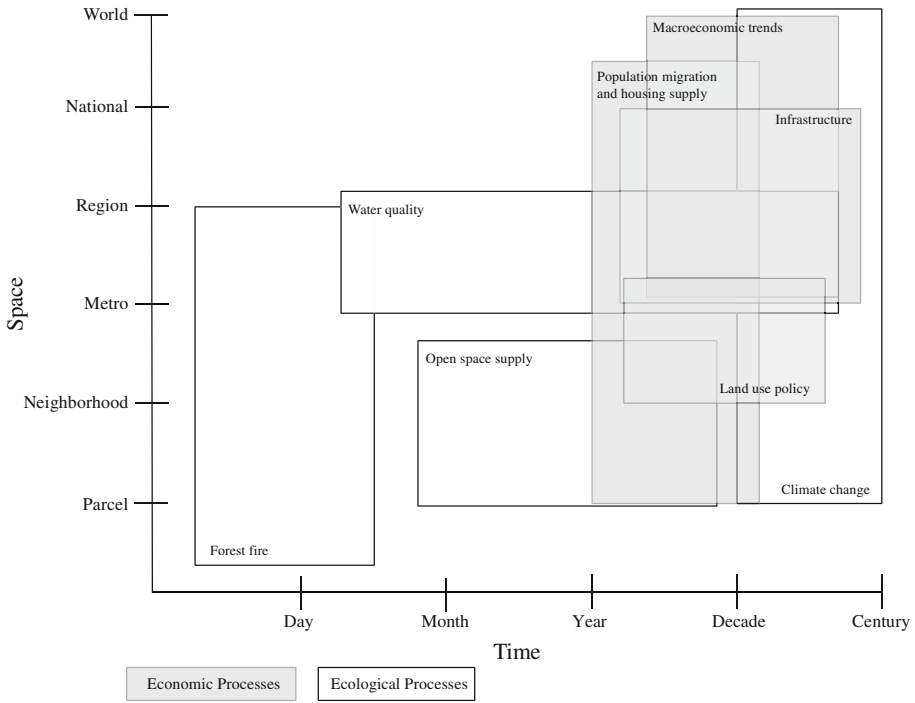 World
Macroeconomic trends
Population migration
and housing supply
National
Infrastructure
Region
Water quality
Space
Metro
Open space supply
Land use policy
Neighborhood
Climate change
Parcel
Forest fire
Day
Month
Year
Decade
Century
Time
Economic Processes
Ecological Processes